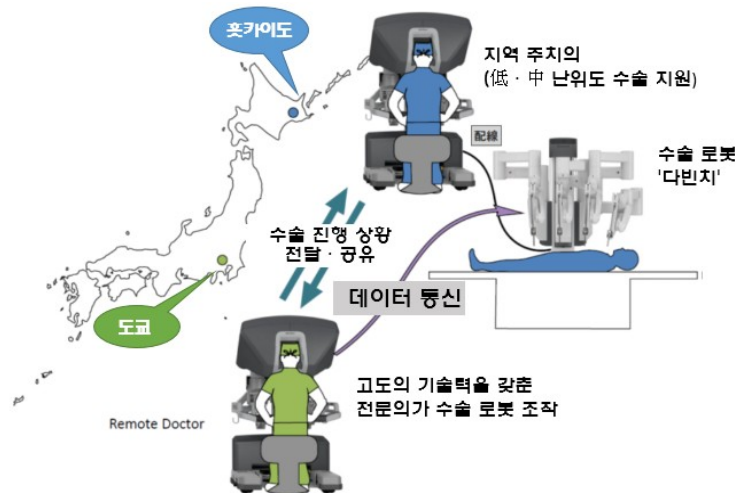 홋카이도
지역 주치의
(低 · 中 난위도 수술 지원)
配線
수술 로봇
'다빈치'
수술 진행 상황
전달 · 공유
데이터 통신
도쿄
고도의 기술력을 갖춘
전문의가 수술 로봇 조작
Remote Doctor